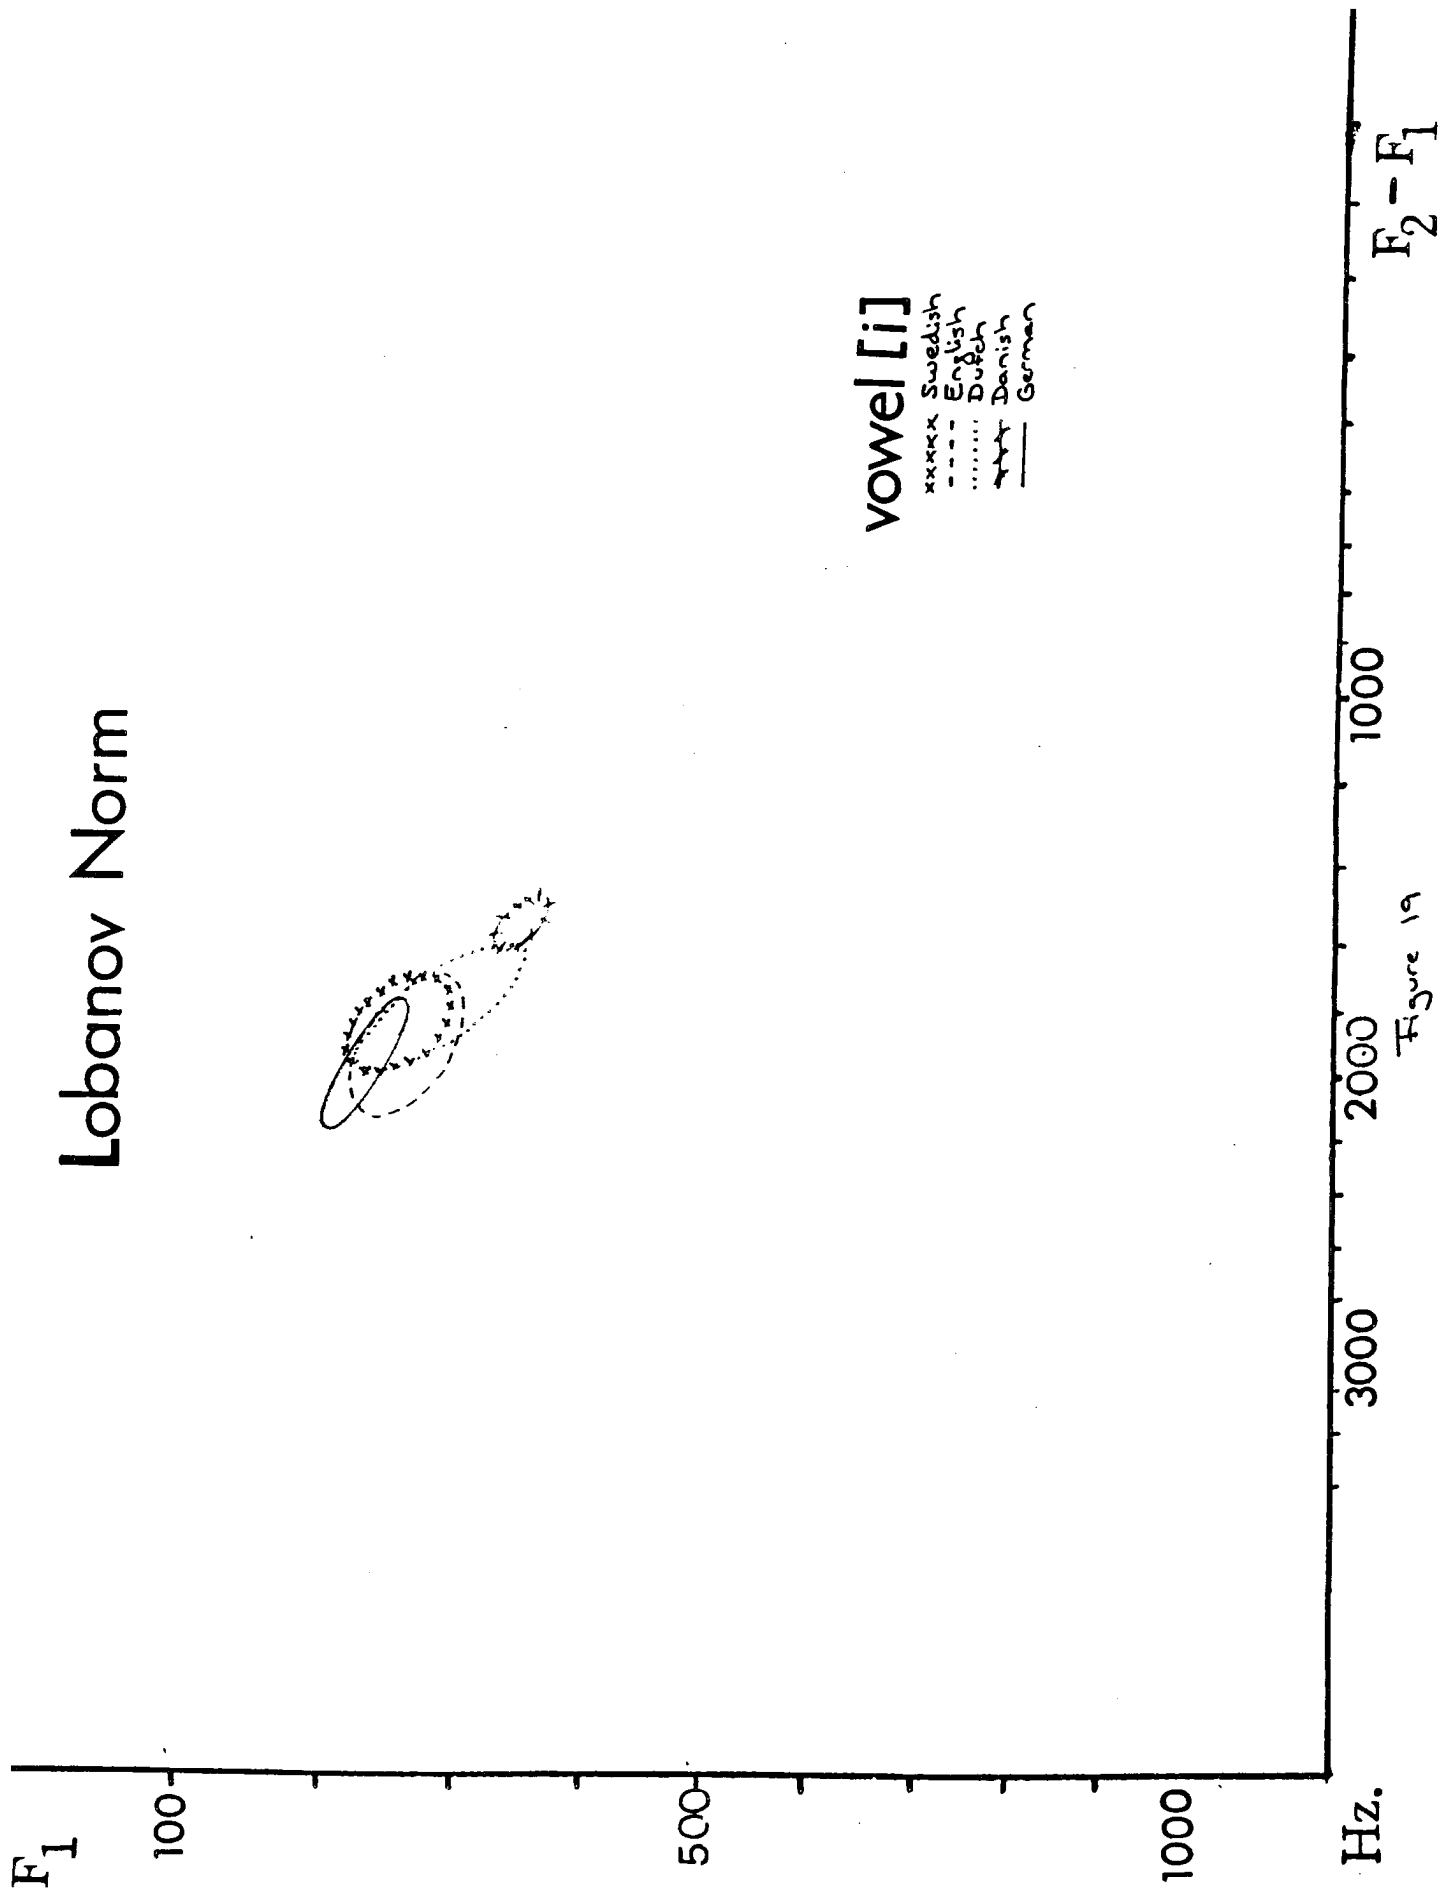 Lobanov Norm
F1
100
500
1000
Hz.
vowel [i]
xxxxx Swedish
---- English
....... Dutch
Danish
—— German
3000
2000
1000
F2 – F1
Figure 19